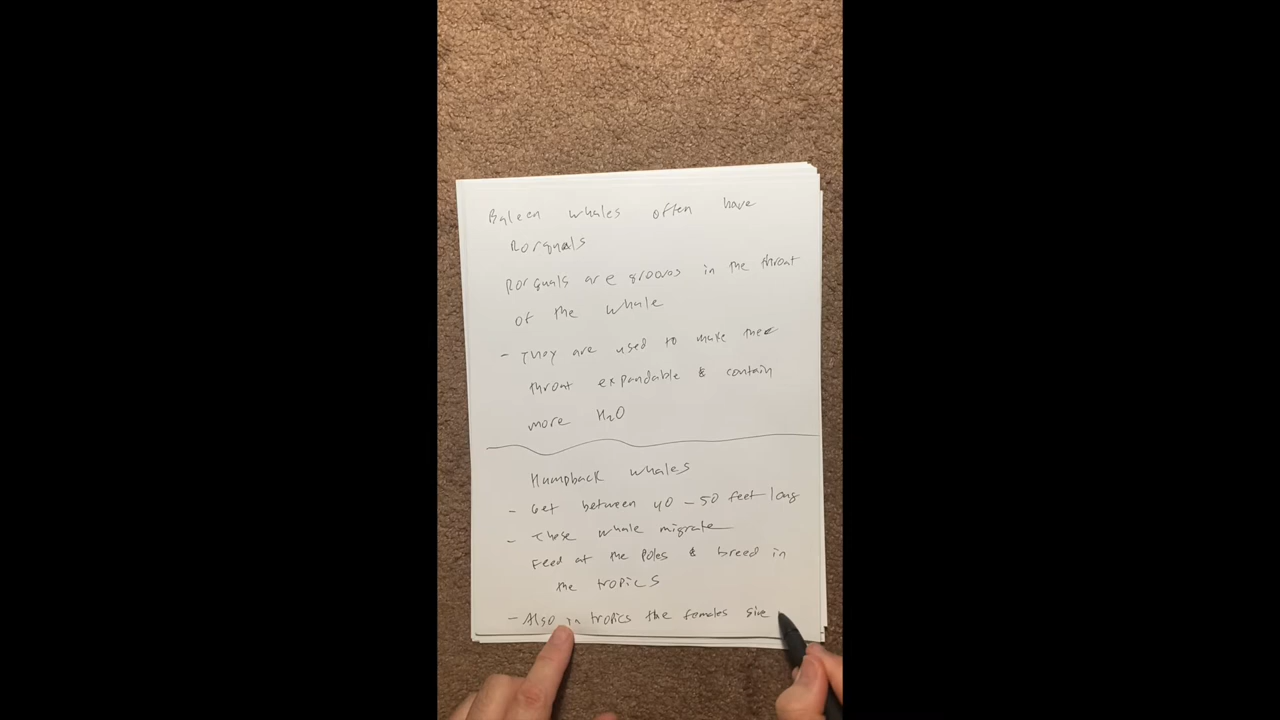 Baleen whales often have
Rorquals
Rorquals are grooves in the throat
of the whale
- They are used to make the
throat expandable & contain
more H₂O
Humpback whales
- Get between 40 - 50 feet long
- These whale migrate
Feed at the Poles & breed in
the tropics
- Also in tropics the females